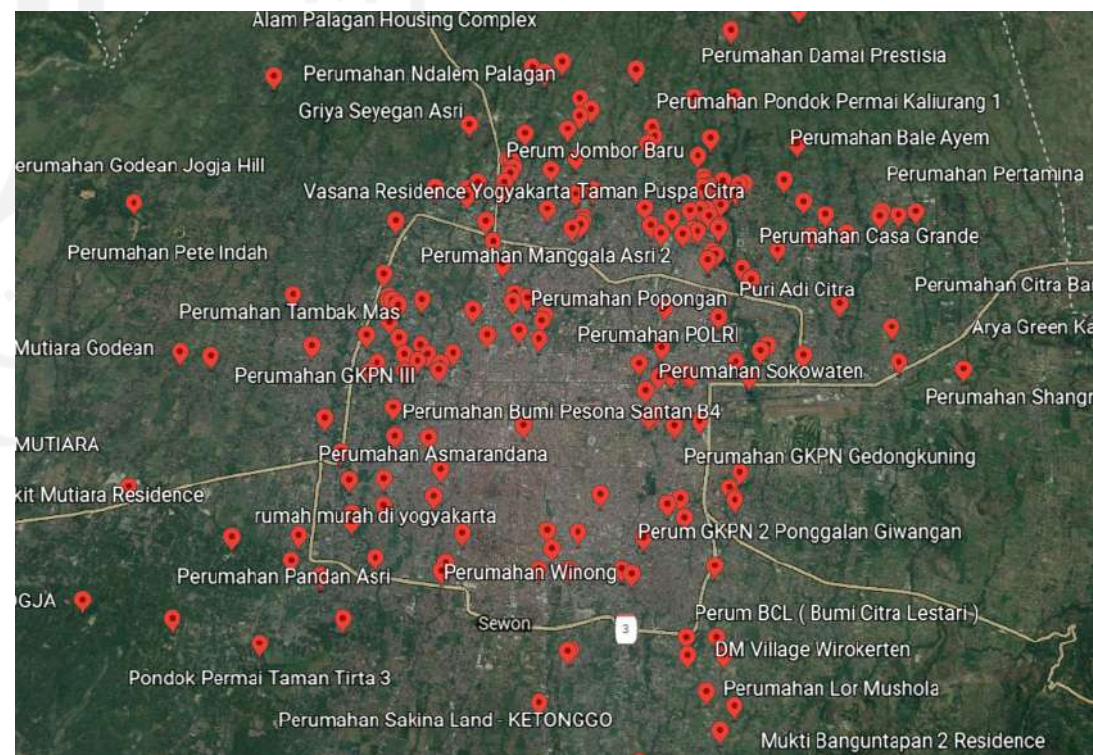 Alam Palagan Housing Complex
Perumahan Damai Prestisia
Perumahan Ndalem Palagan
Perumahan Pondok Permai Kaliurang 1
Griya Seyegan Asri
Perumahan Bale Ayem
Perum Jombor Baru
erumahan Godean Jogja Hill
Perumahan Pertamina
Vasana Residence Yogyakarta Taman Puspa Citra
Perumahan Casa Grande
Perumahan Pete Indah
Perumahan Manggala Asri 2
Puri Adi Citra
Perumahan Citra Ba
Perumahan Popongan
Perumahan Tambak Mas
Arya Green Ka
Perumahan POLRI
Mutiara Godean
Perumahan Sokowaten
Perumahan GKPN III
Perumahan Shangr
Perumahan Bumi Pesona Santan B4
MUTIARA
Perumahan Asmarandana
Perumahan GKPN Gedongkuning
kit Mutiara Residence
rumah murah di yogyakarta
Perum GKPN 2 Ponggalan Giwangan
Perumahan Pandan Asri
Perumahan Winong
OGJA
Perum BCL ( Bumi Citra Lestari )
Sewon
3
DM Village Wirokerten
Pondok Permai Taman Tirta 3
Perumahan Lor Mushola
Perumahan Sakina Land - KETONGGO
Mukti Banguntapan 2 Residence